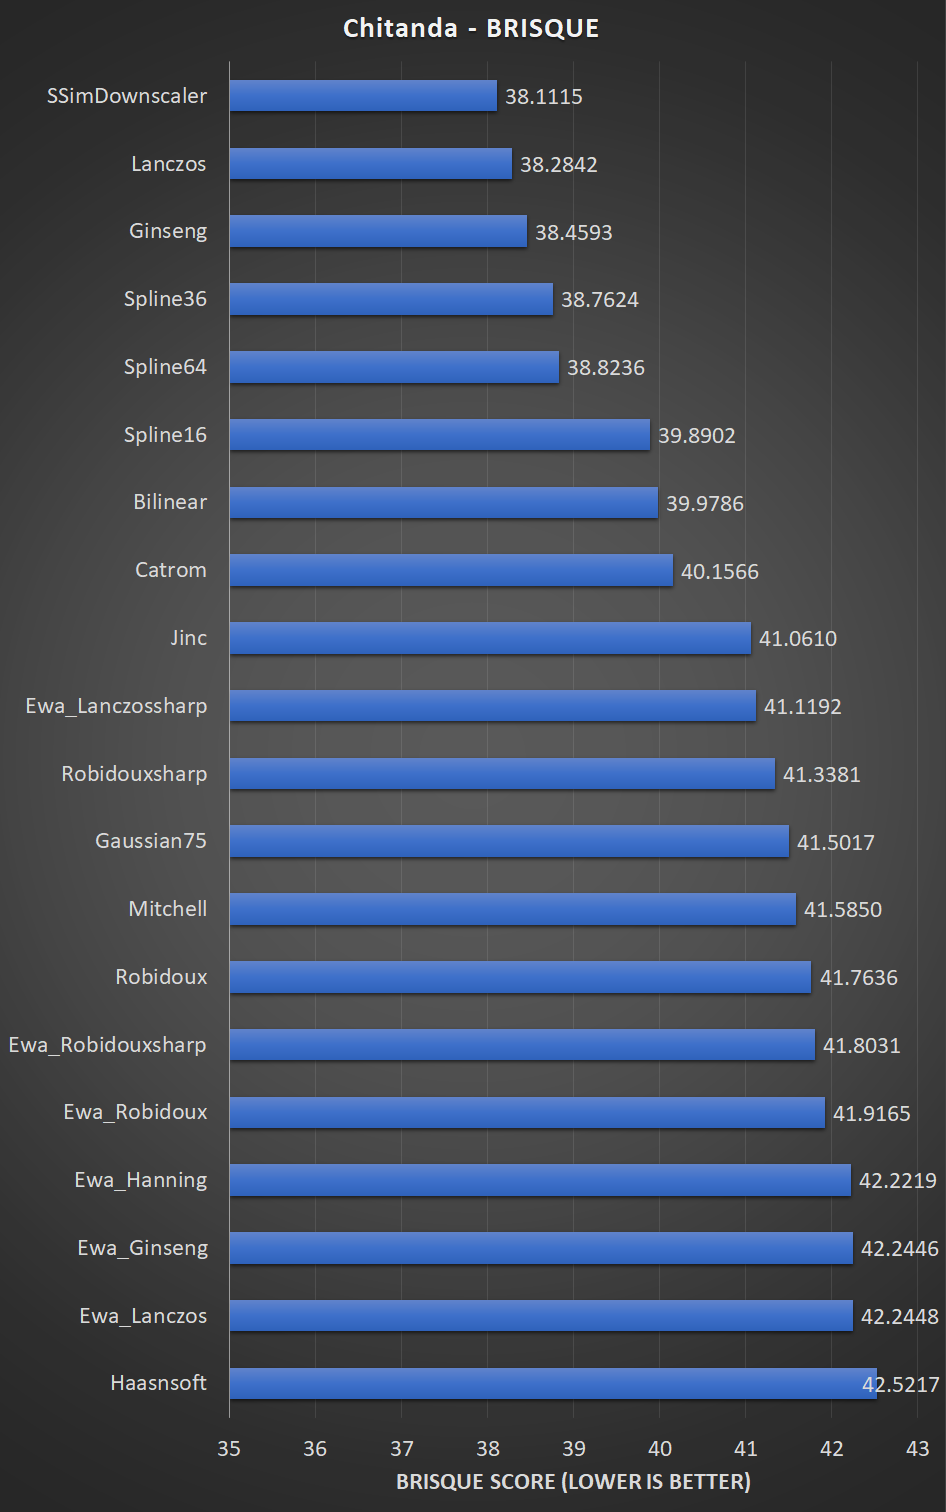 Chitanda - BRISQUE
SSimDownscaler 38.1115
Lanczos 38.2842
Ginseng 38.4593
Spline36 38.7624
Spline64 38.8236
Spline16 39.8902
Bilinear 39.9786
Catrom 40.1566
Jinc 41.0610
Ewa_Lanczossharp 41.1192
Robidouxsharp 41.3381
Gaussian75 41.5017
Mitchell 41.5850
Robidoux 41.7636
Ewa_Robidouxsharp 41.8031
Ewa_Robidoux 41.9165
Ewa_Hanning 42.2219
Ewa_Ginseng 42.2446
Ewa_Lanczos 42.2448
Haasnsoft 42.5217
35 36 37 38 39 40 41 42 43
BRISQUE SCORE (LOWER IS BETTER)